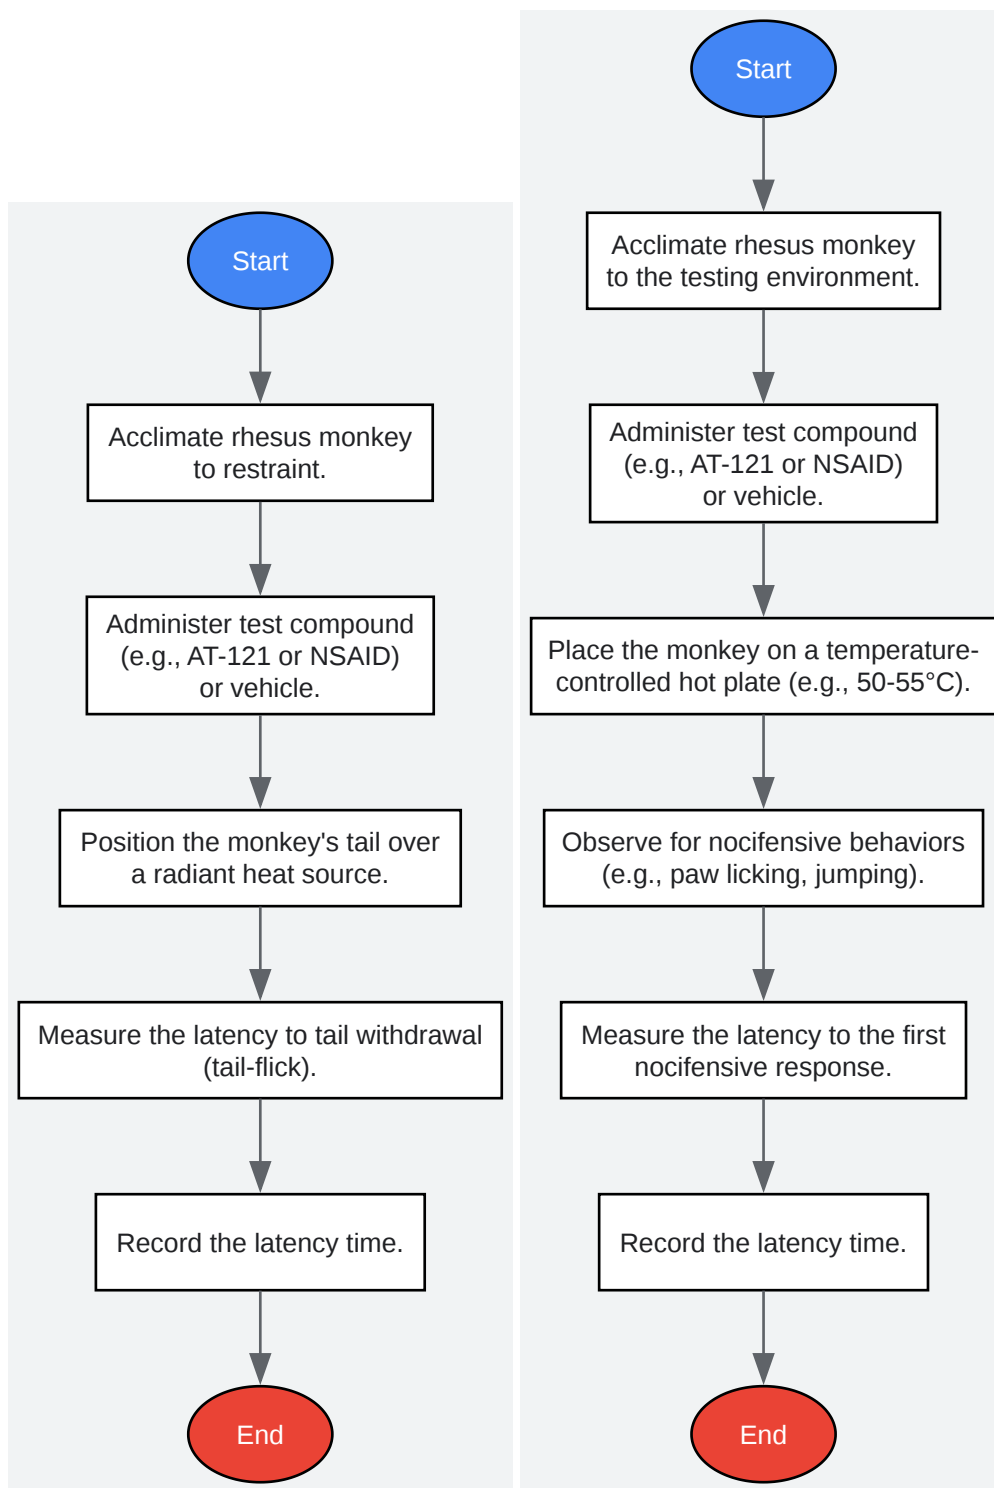 Start
Acclimate rhesus monkey
to restraint.
Administer test compound
(e.g., AT-121 or NSAID)
or vehicle.
Position the monkey's tail over
a radiant heat source.
Measure the latency to tail withdrawal
(tail-flick).
Record the latency time.
End
Start
Acclimate rhesus monkey
to the testing environment.
Administer test compound
(e.g., AT-121 or NSAID)
or vehicle.
Place the monkey on a temperature-
controlled hot plate (e.g., 50-55°C).
Observe for nocifensive behaviors
(e.g., paw licking, jumping).
Measure the latency to the first
nocifensive response.
Record the latency time.
End